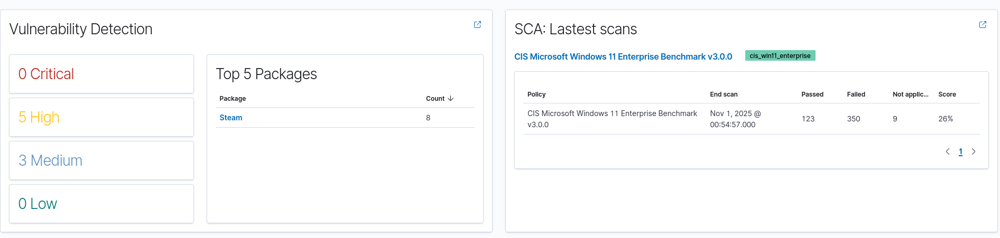 Vulnerability Detection
0 Critical
5 High
3 Medium
0 Low
Top 5 Packages
Package Count
Steam 8
SCA: Lastest scans
CIS Microsoft Windows 11 Enterprise Benchmark v3.0.0 cis_win11_enterprise
Policy End scan Passed Failed Not applic... Score
CIS Microsoft Windows 11 Enterprise Benchmark Nov 1, 2025 @
v3.0.0 00:54:57.000 123 350 9 26%
1